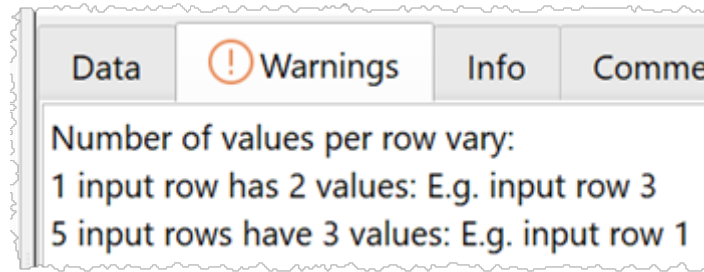 Data Warnings Info Comme
Number of values per row vary:
1 input row has 2 values: E.g. input row 3
5 input rows have 3 values: E.g. input row 1